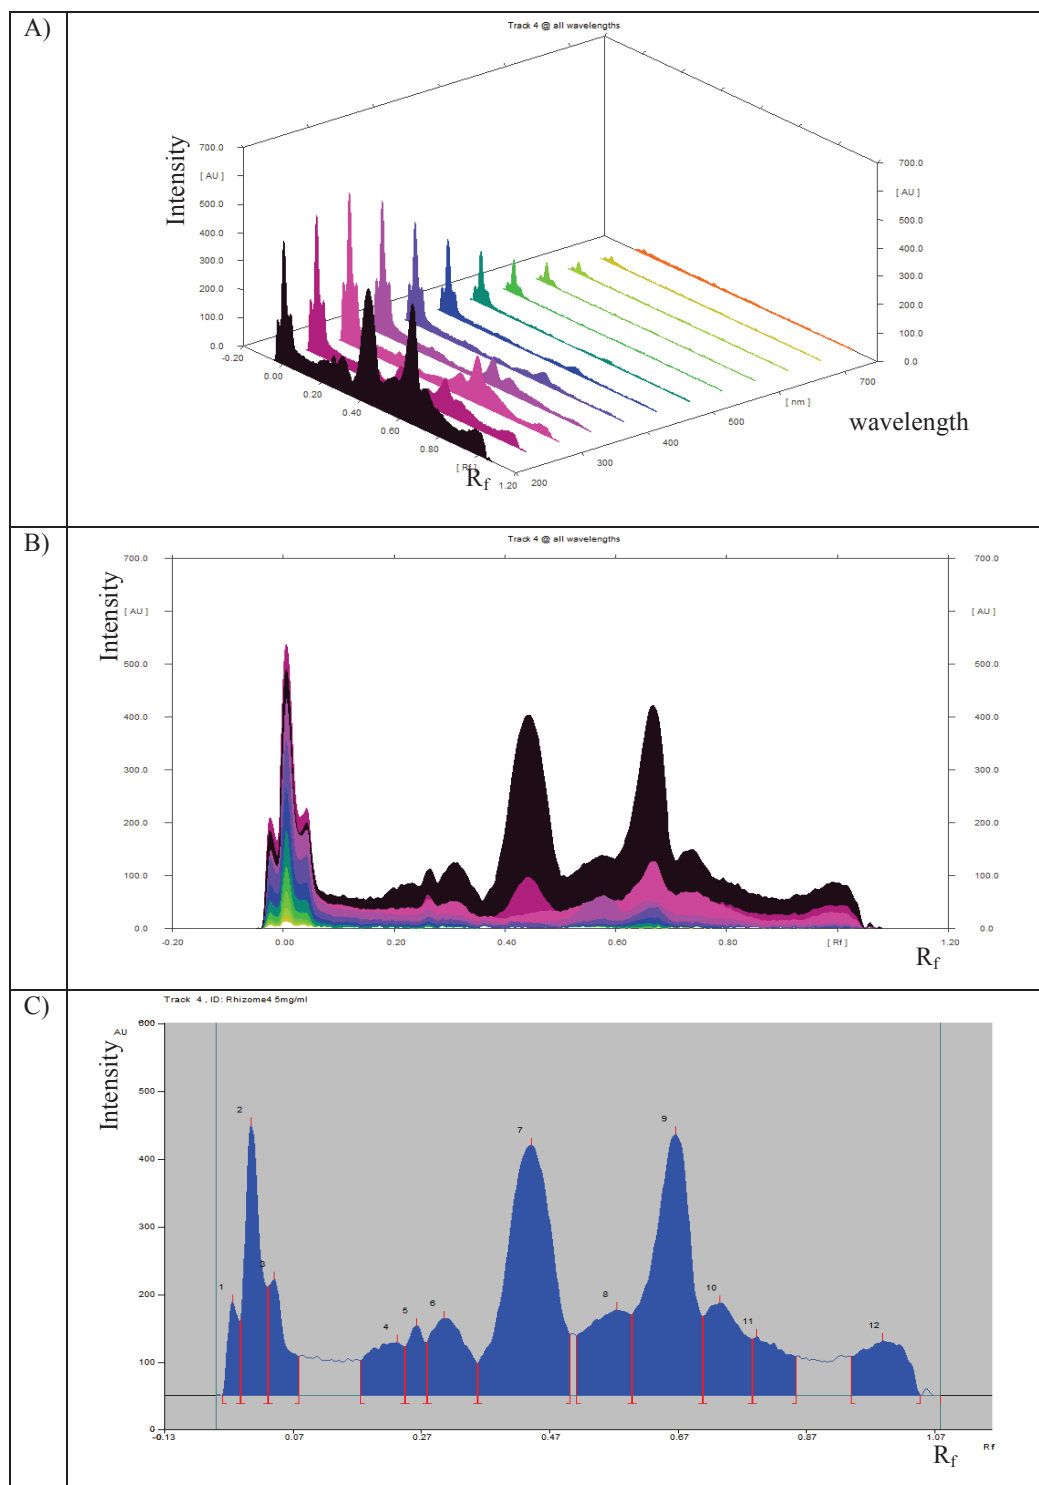 A)
Track 4 @ all wavelengths
Intensity
700.0
[ AU ]
500.0
400.0
300.0
200.0
100.0
0.0
-0.20
0.00
0.20
0.40
0.60
0.80
[ Rf ]
Rf
1.20
200
300
400
500
[ nm ]
700
wavelength
700.0
[ AU ]
500.0
400.0
300.0
200.0
100.0
0.0
B)
Track 4 @ all wavelengths
Intensity
700.0
[ AU ]
500.0
400.0
300.0
200.0
100.0
0.0
700.0
[ AU ]
500.0
400.0
300.0
200.0
100.0
0.0
-0.20 0.00 0.20 0.40 0.60 0.80 [ Rf ] 1.20
Rf
C)
Track 4 , ID: Rhizome4 5mg/ml
Intensity
600
AU
500
400
300
200
100
0
1
2
3
4
5
6
7
8
9
10
11
12
-0.13 0.07 0.27 0.47 0.67 0.87 1.07
Rf
Rf